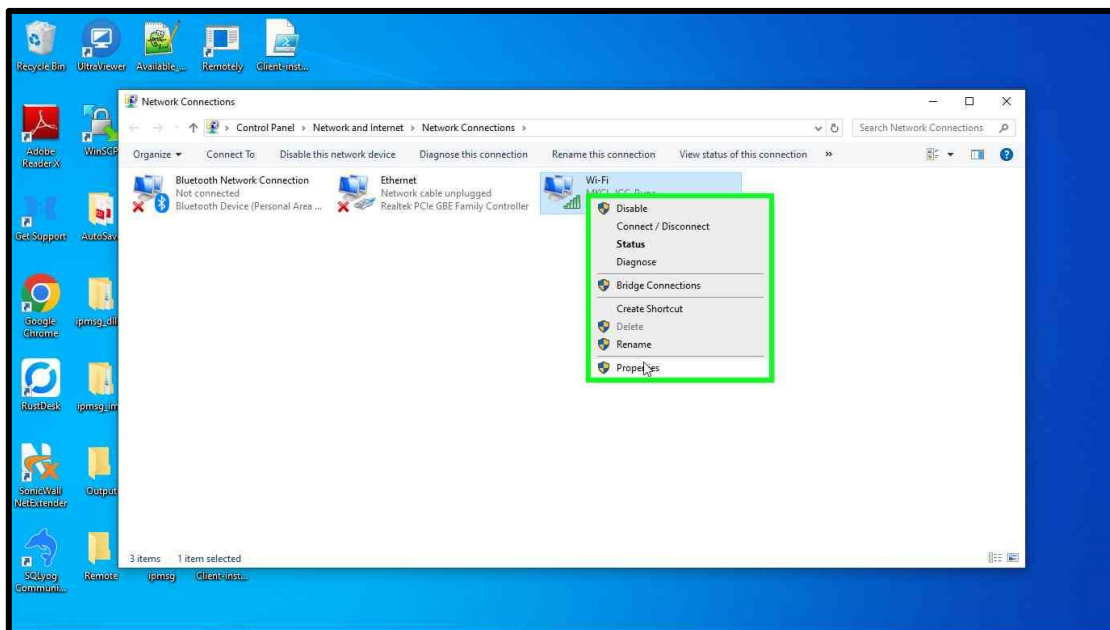 Recycle Bin
UltraViewer
Available_...
Remotely
Client-inst...
Network Connections
Control Panel > Network and Internet > Network Connections >
Search Network Connections
Organize
Connect To
Disable this network device
Diagnose this connection
Rename this connection
View status of this connection
»
Bluetooth Network Connection
Not connected
Bluetooth Device (Personal Area ...
Ethernet
Network cable unplugged
Realtek PCIe GBE Family Controller
Wi-Fi
Disable
Connect / Disconnect
Status
Diagnose
Bridge Connections
Create Shortcut
Delete
Rename
Properties
Adobe
Reader X
WinSCP
Get Support
AutoSav
Google
Chrome
ipmsg_dll
RustDesk
ipmsg_im
SonicWall
NetExtender
Output
SQLyog
Communi...
Remote
ipmsg
Client-inst...
3 items
1 item selected